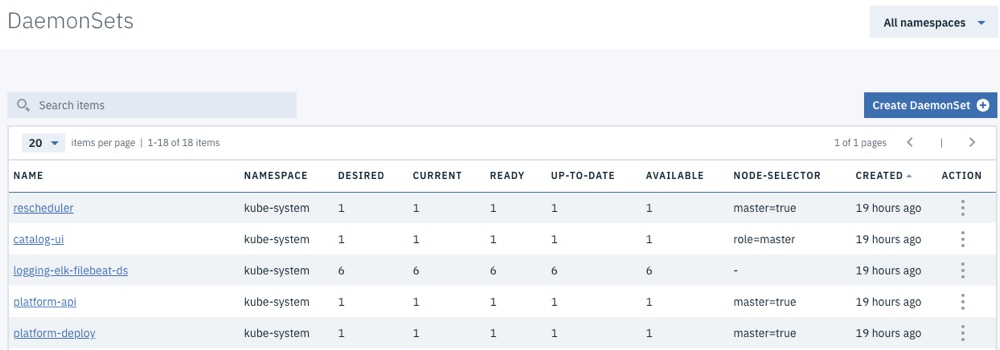 DaemonSets
All namespaces
Search items
Create DaemonSet
20 items per page | 1-18 of 18 items 1 of 1 pages |
NAME NAMESPACE DESIRED CURRENT READY UP-TO-DATE AVAILABLE NODE-SELECTOR CREATED ACTION
rescheduler kube-system 1 1 1 1 1 master=true 19 hours ago
catalog-ui kube-system 1 1 1 1 1 role=master 19 hours ago
logging-elk-filebeat-ds kube-system 6 6 6 6 6 - 19 hours ago
platform-api kube-system 1 1 1 1 1 master=true 19 hours ago
platform-deploy kube-system 1 1 1 1 1 master=true 19 hours ago